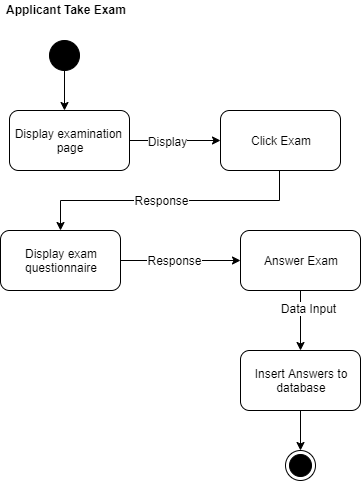 Applicant Take Exam
Display examination
page
Display
Click Exam
Response
Display exam
questionnaire
Response
Answer Exam
Data Input
Insert Answers to
database